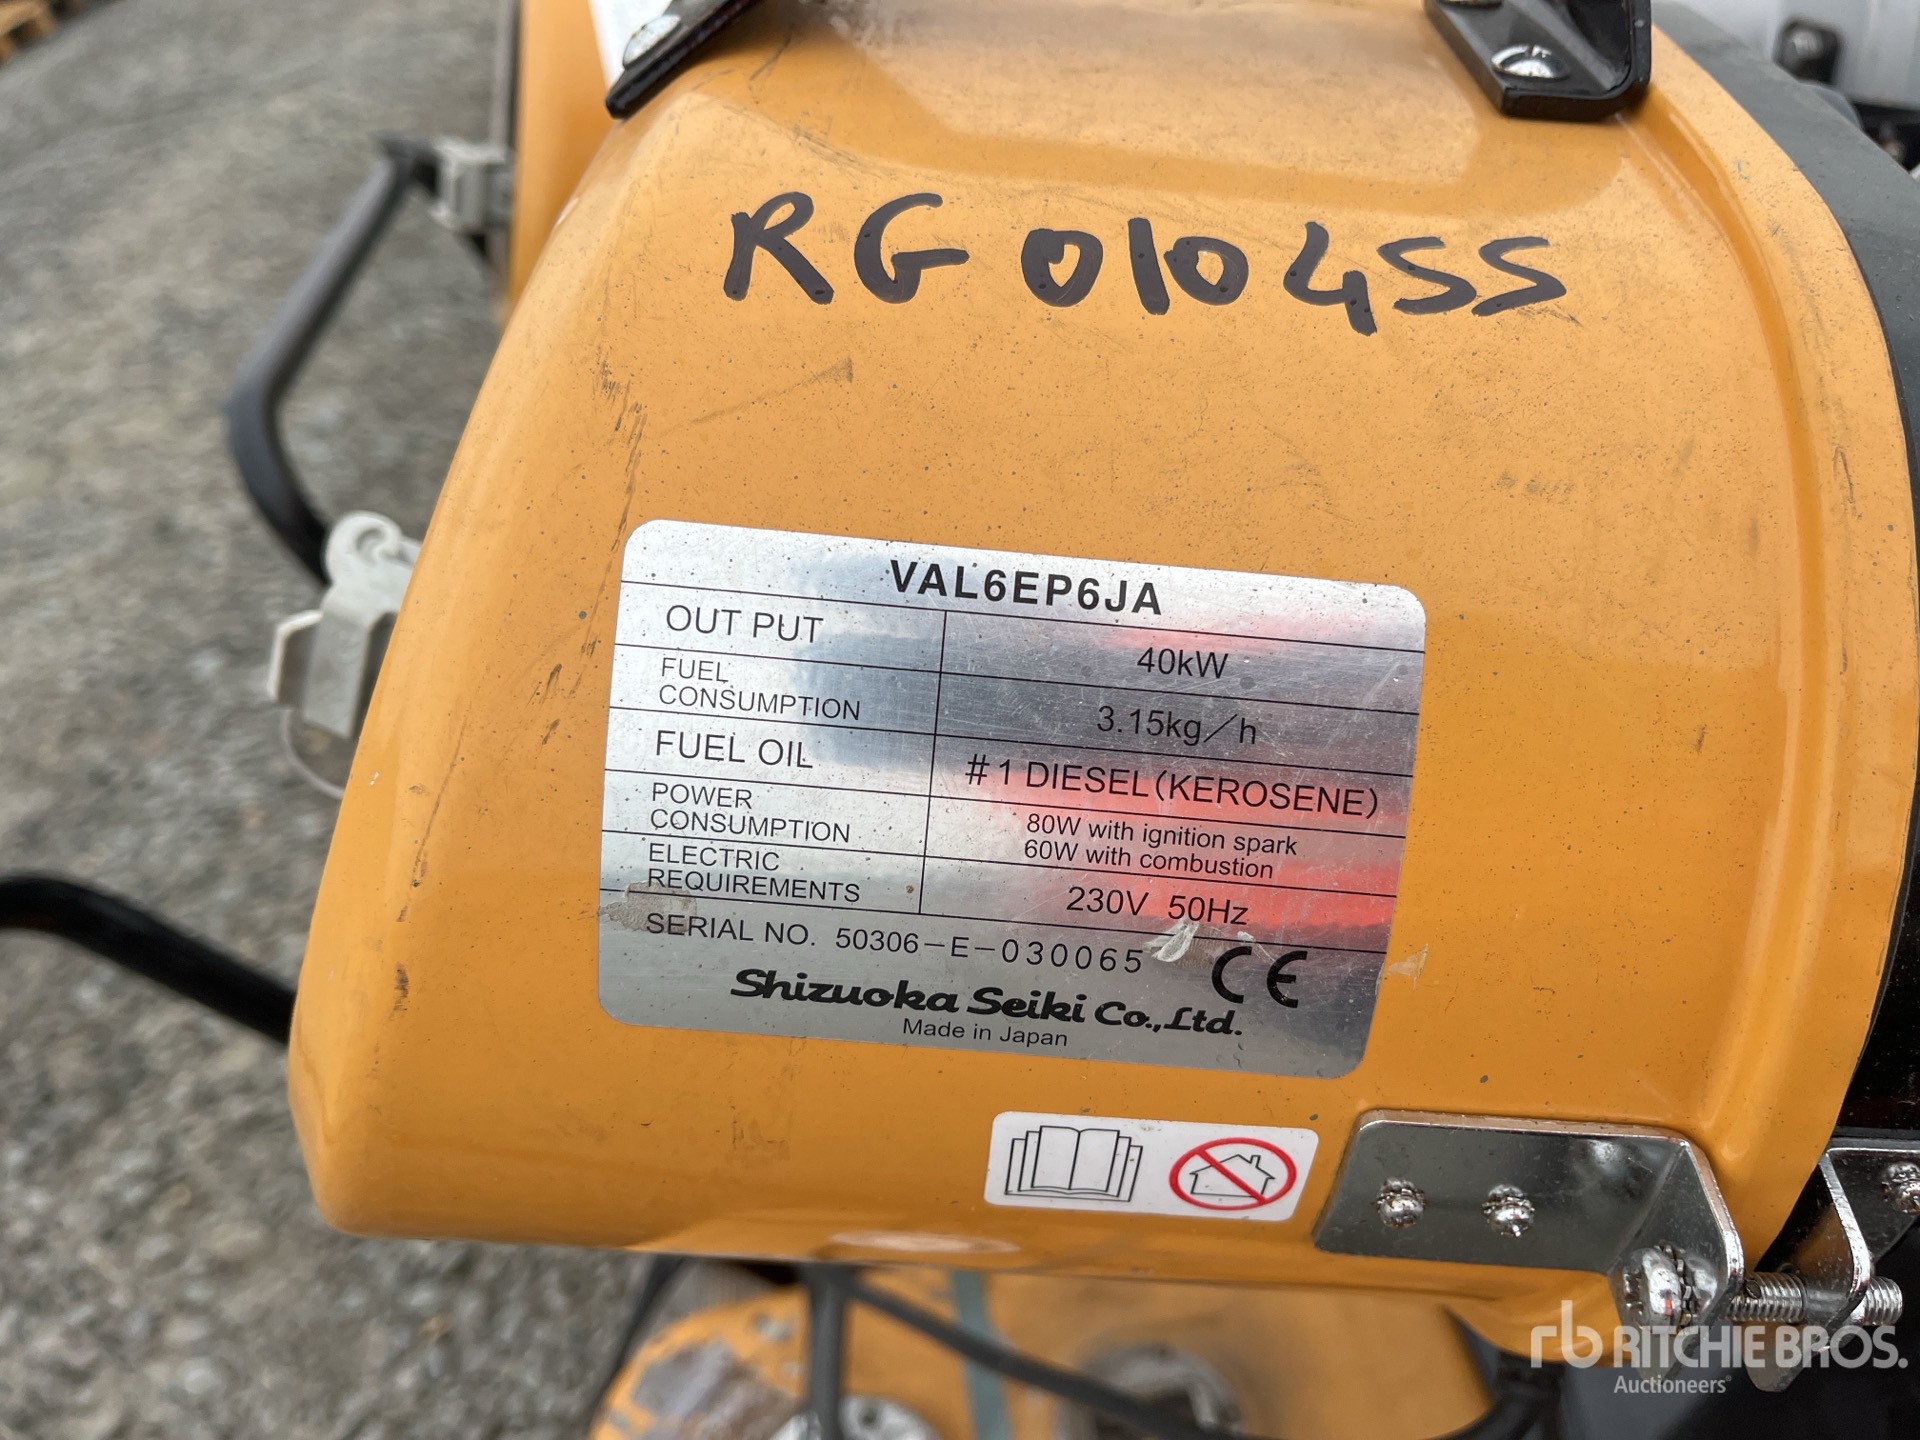 RG 010455
VAL6EP6JA
OUT PUT 40kW
FUEL CONSUMPTION 3.15kg/h
FUEL OIL #1 DIESEL (KEROSENE)
POWER CONSUMPTION 80W with ignition spark
60W with combustion
ELECTRIC REQUIREMENTS 230V 50Hz
SERIAL NO. 50306-E-030065
CE
Shizuoka Seiki Co.,Ltd.
Made in Japan
rb RITCHIE BROS.
Auctioneers